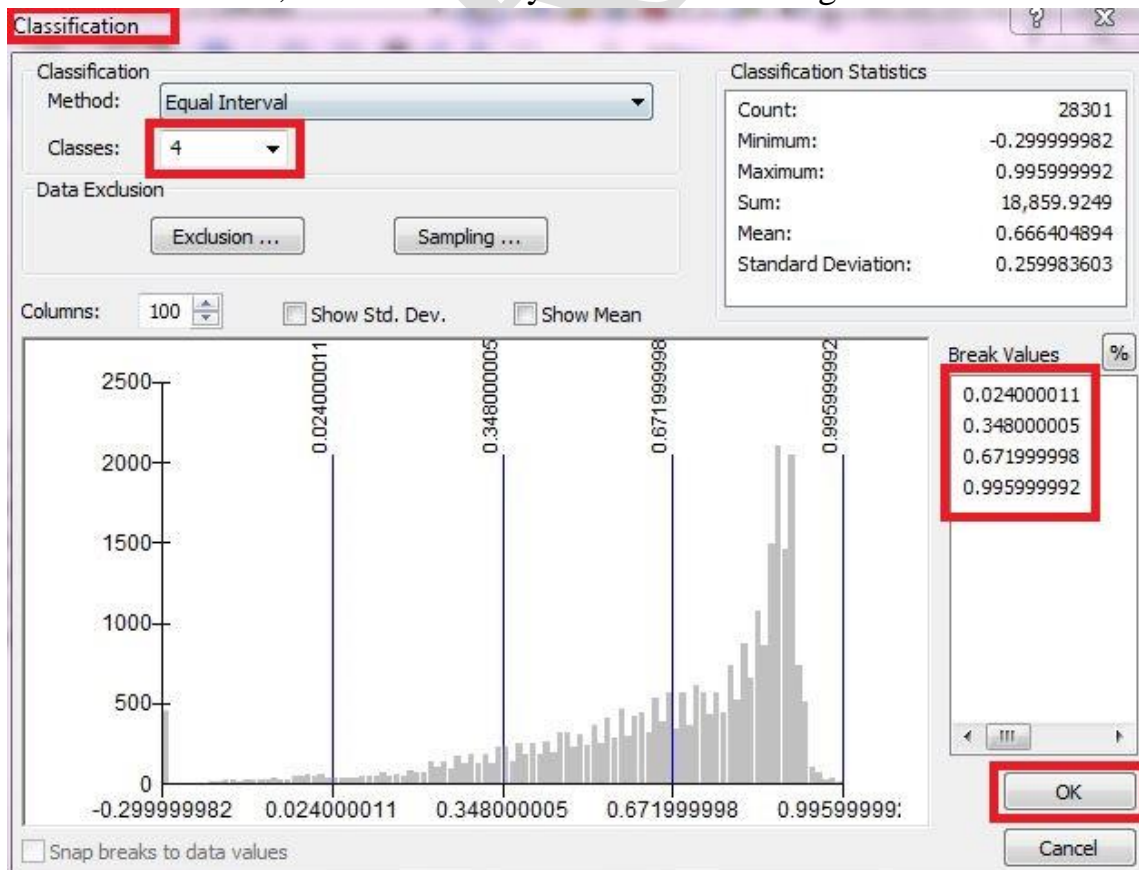 Classification
Classification
Method: Equal Interval
Classes: 4
Data Exclusion
Exclusion ...
Sampling ...
Classification Statistics
Count: 28301
Minimum: -0.299999982
Maximum: 0.995999992
Sum: 18,859.9249
Mean: 0.666404894
Standard Deviation: 0.259983603
Columns: 100
Show Std. Dev.
Show Mean
Break Values
%
0.024000011
0.348000005
0.671999998
0.995999992
0.024000011
0.348000005
0.671999998
0.995999992
2500
2000
1500
1000
500
0
-0.299999982 0.024000011 0.348000005 0.671999998 0.99599999
OK
Cancel
Snap breaks to data values